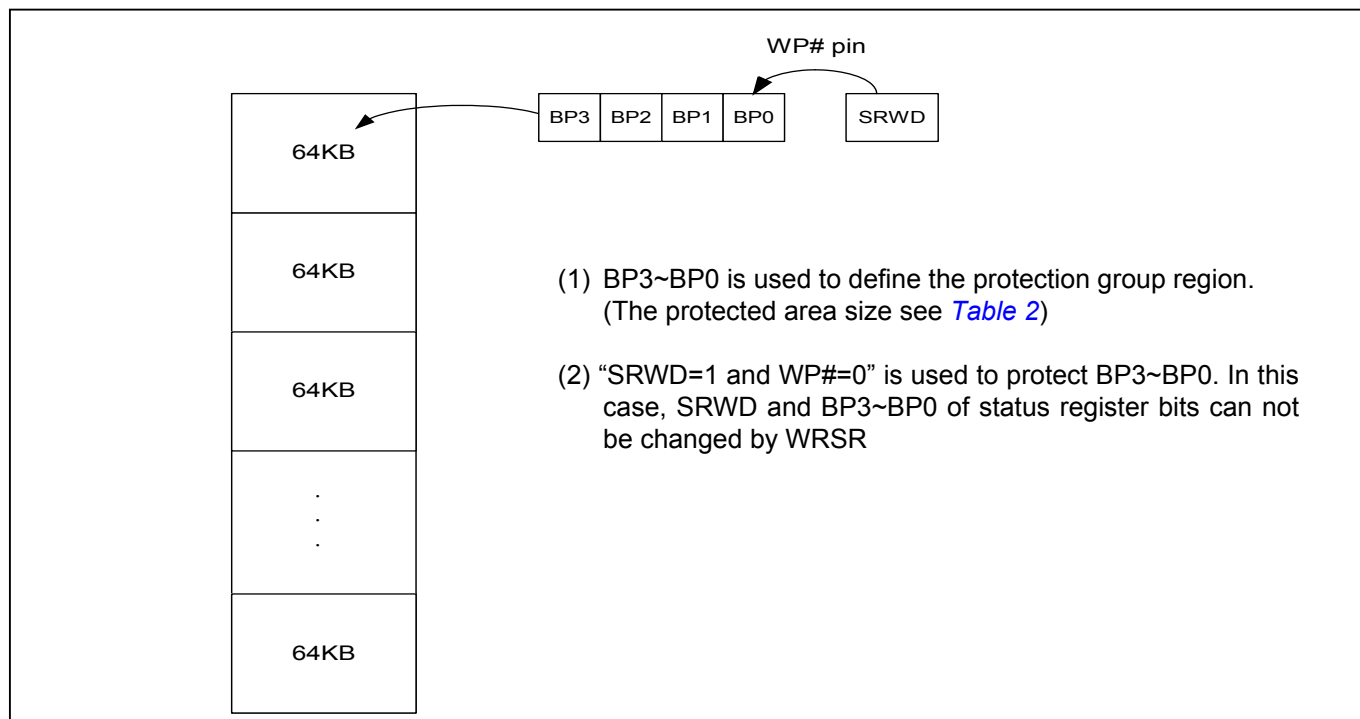 WP# pin
BP3 BP2 BP1 BP0 SRWD
64KB
64KB
64KB
.
.
.
64KB
(1) BP3~BP0 is used to define the protection group region.
(The protected area size see Table 2)
(2) “SRWD=1 and WP#=0” is used to protect BP3~BP0. In this
case, SRWD and BP3~BP0 of status register bits can not
be changed by WRSR